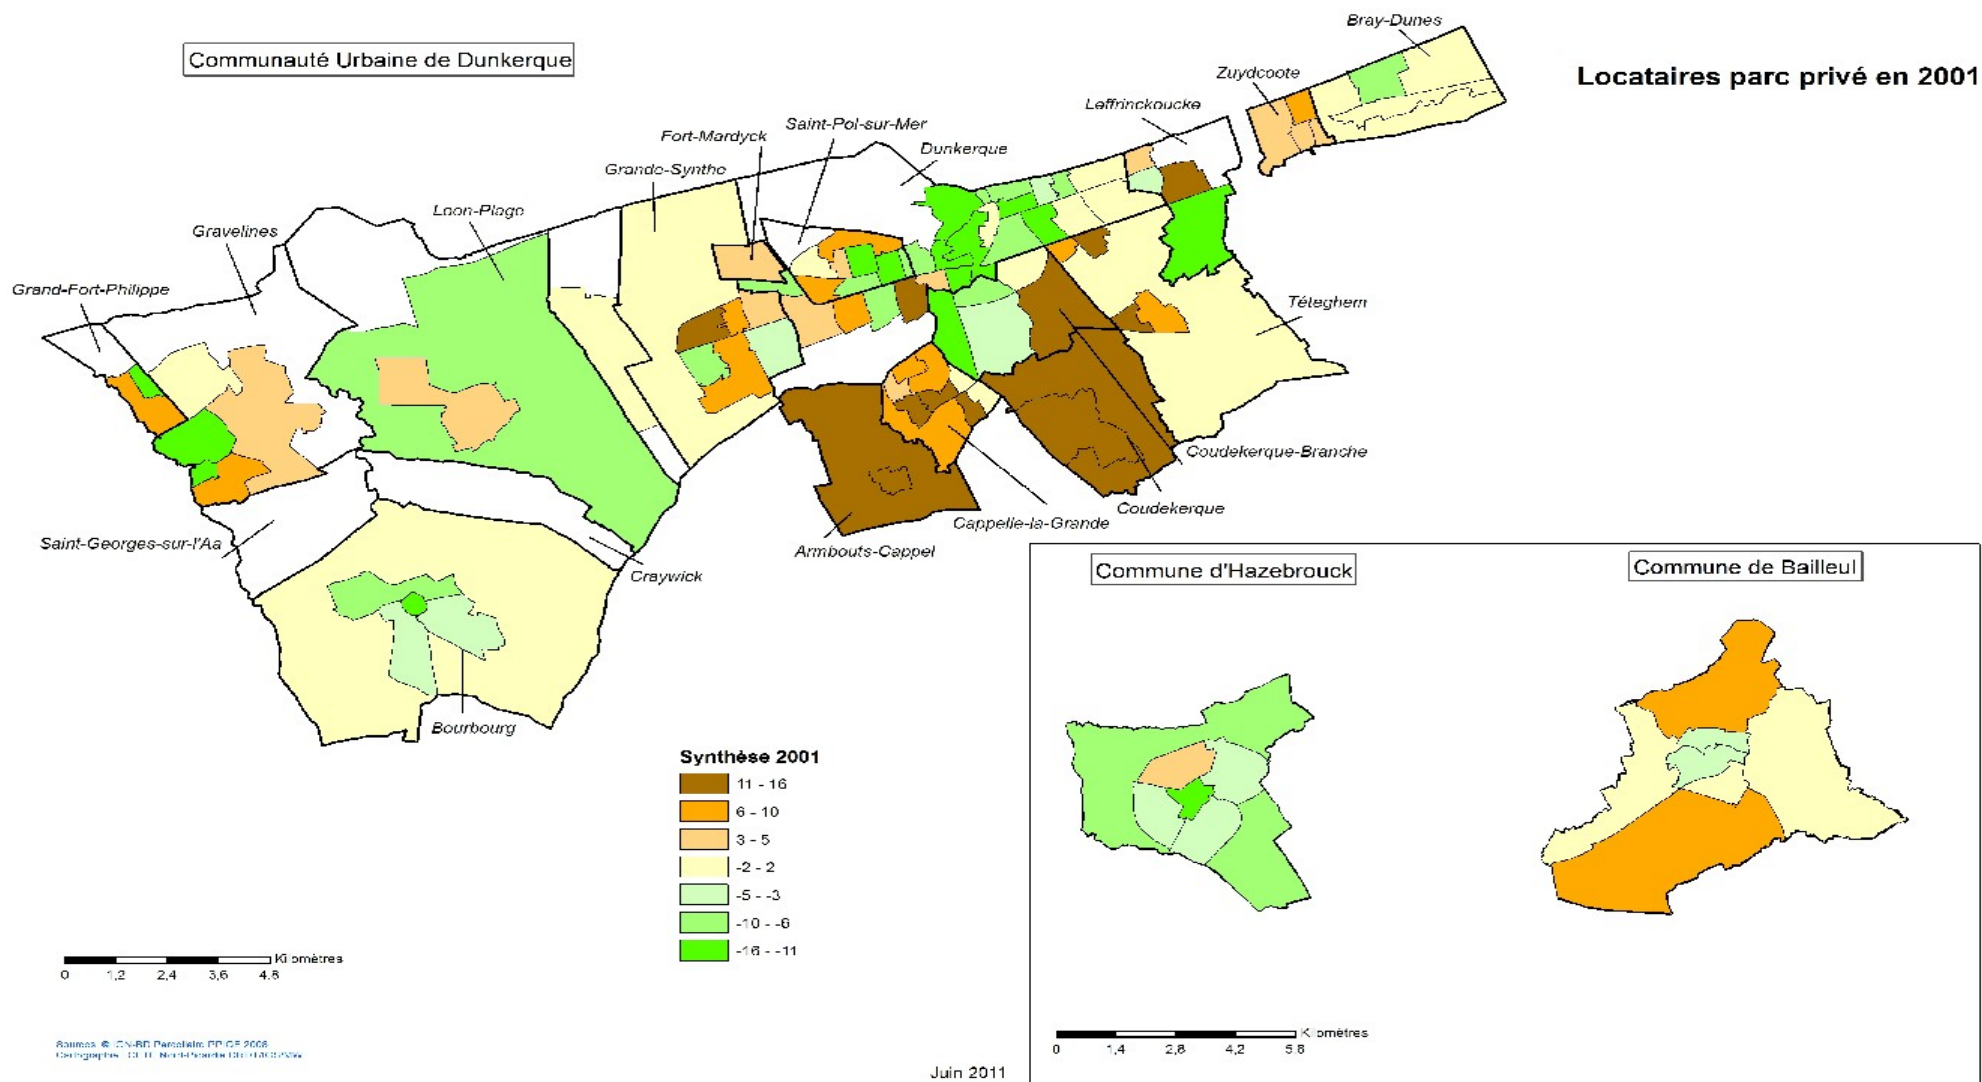 Communauté Urbaine de Dunkerque
Locataires parc privé en 2001
Bray-Dunes
Zuydcoote
Leffrinckoucke
Saint-Pol-sur-Mer
Fort-Mardyck
Dunkerque
Grande-Synthe
Loon-Plage
Gravelines
Grand-Fort-Philippe
Téteghem
Coudekerque-Branche
Coudekerque
Cappelle-la-Grande
Armbouts-Cappel
Saint-Georges-sur-l'Aa
Craywick
Bourbourg
Commune d'Hazebrouck
Commune de Bailleul
Synthèse 2001
11 - 16
6 - 10
3 - 5
-2 - 2
-5 - -3
-10 - -6
-16 - -11
Kilomètres
0 1,2 2,4 3,6 4,8
Kilomètres
0 1,4 2,8 4,2 5,6
Juin 2011